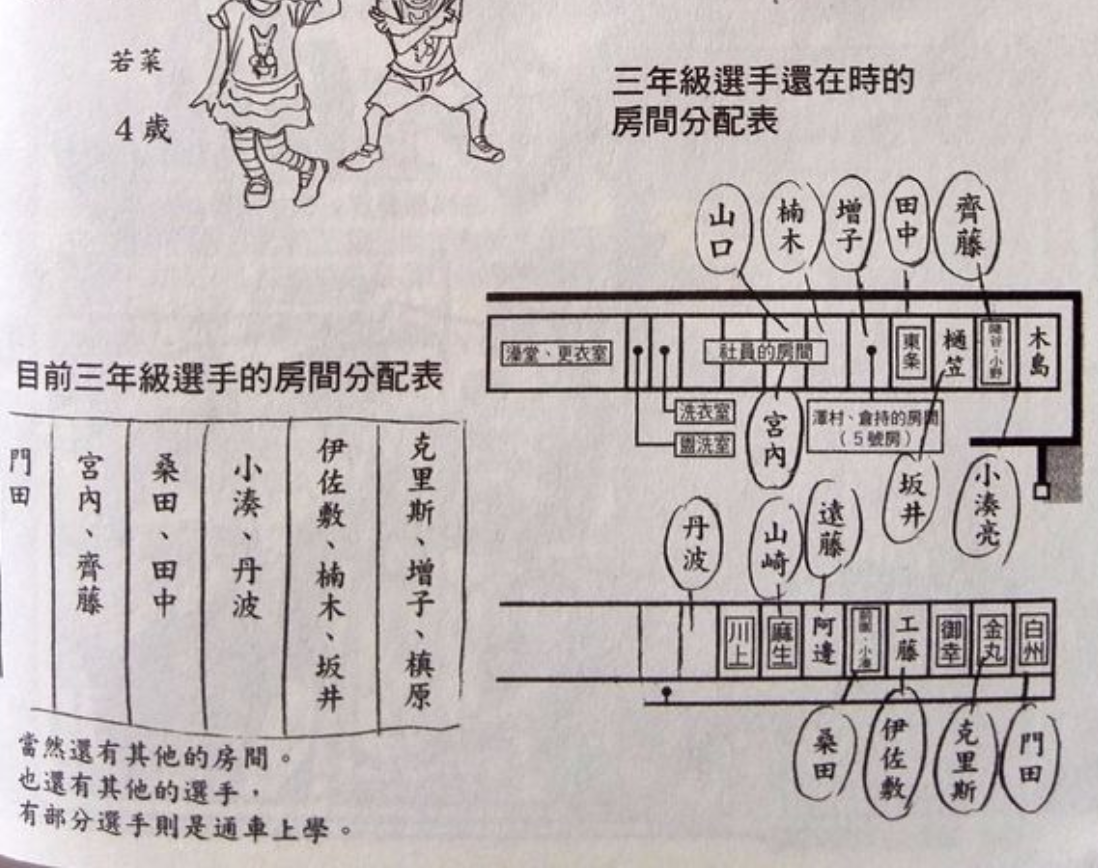 若菜
4歲
三年級選手還在時的
房間分配表
山口
楠木
增子
田中
齊藤
澡堂、更衣室
社員的房間
東条
樋笠
降谷・小野
木島
洗衣室
盥洗室
宮內
澤村、倉持的房間
(5號房)
坂井
小湊亮
目前三年級選手的房間分配表
克里斯、增子、槙原
伊佐敷、楠木、坂井
小湊、丹波
桑田、田中
宮內、齊藤
門田
丹波
山崎
遠藤
川上
麻生
阿邊
前園・小湊
工藤
御幸
金丸
白州
桑田
伊佐敷
克里斯
門田
當然還有其他的房間。
也還有其他的選手,
有部分選手則是通車上學。